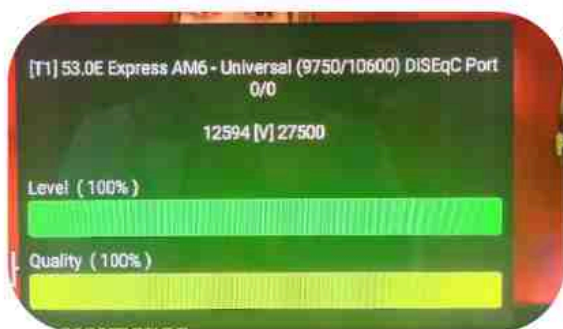 [T1] 53.0E Express AM6 - Universal (9750/10600) DiSEqC Port
0/0
12594 [V] 27500
Level ( 100% )
Quality ( 100% )